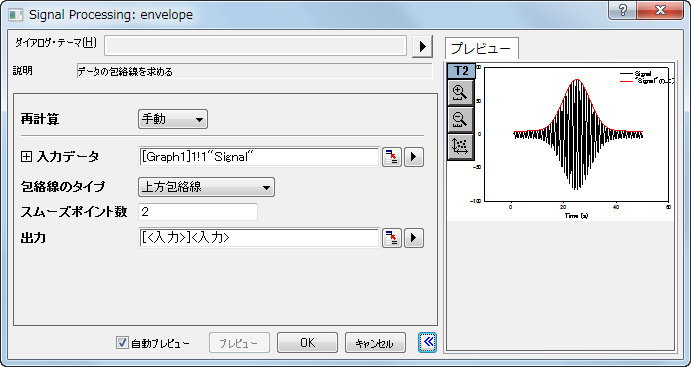 Signal Processing: envelope
ダイアログ・テーマ(H)
説明 データの包絡線を求める
再計算 手動
入力データ [Graph1]1!1"Signal"
包絡線のタイプ 上方包絡線
スムーズポイント数 2
出力 [<入力>]<入力>
自動プレビュー プレビュー OK キャンセル
プレビュー
T2
Signal
"Signal"
0
-50
-100
0 20 40 60
Time (s)